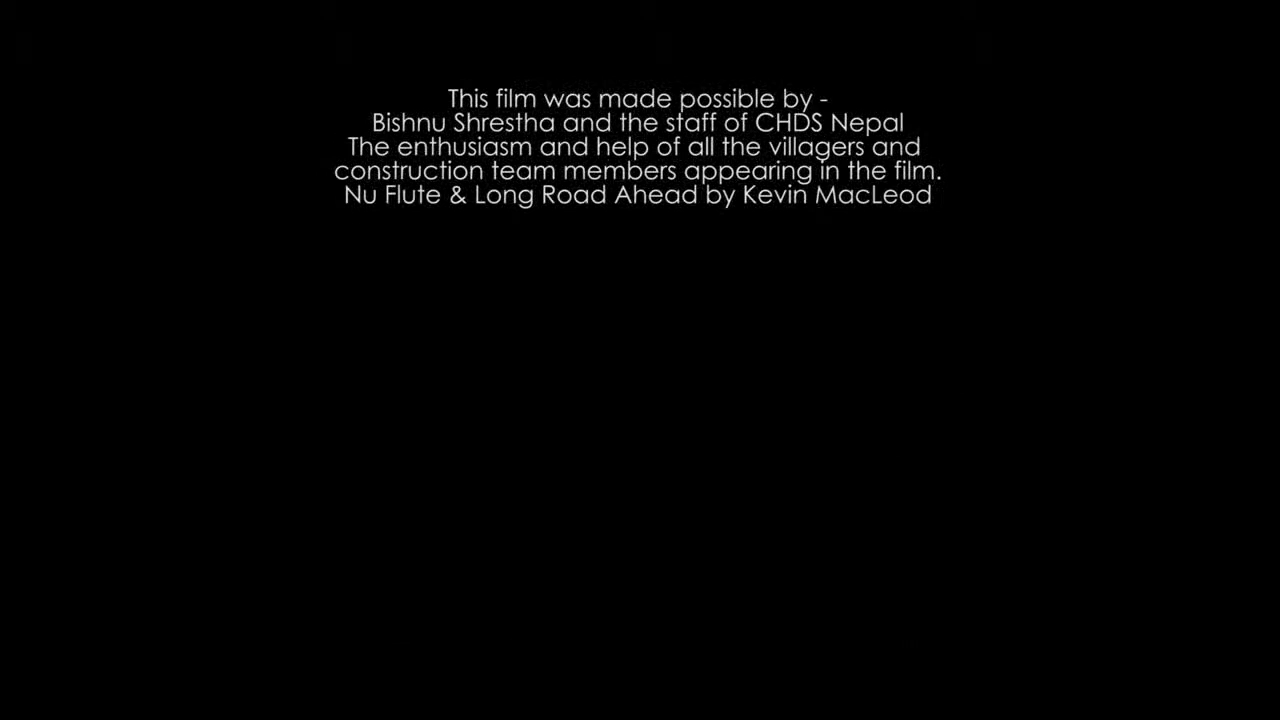 This film was made possible by -
Bishnu Shrestha and the staff of CHDS Nepal
The enthusiasm and help of all the villagers and
construction team members appearing in the film.
Nu Flute & Long Road Ahead by Kevin MacLeod